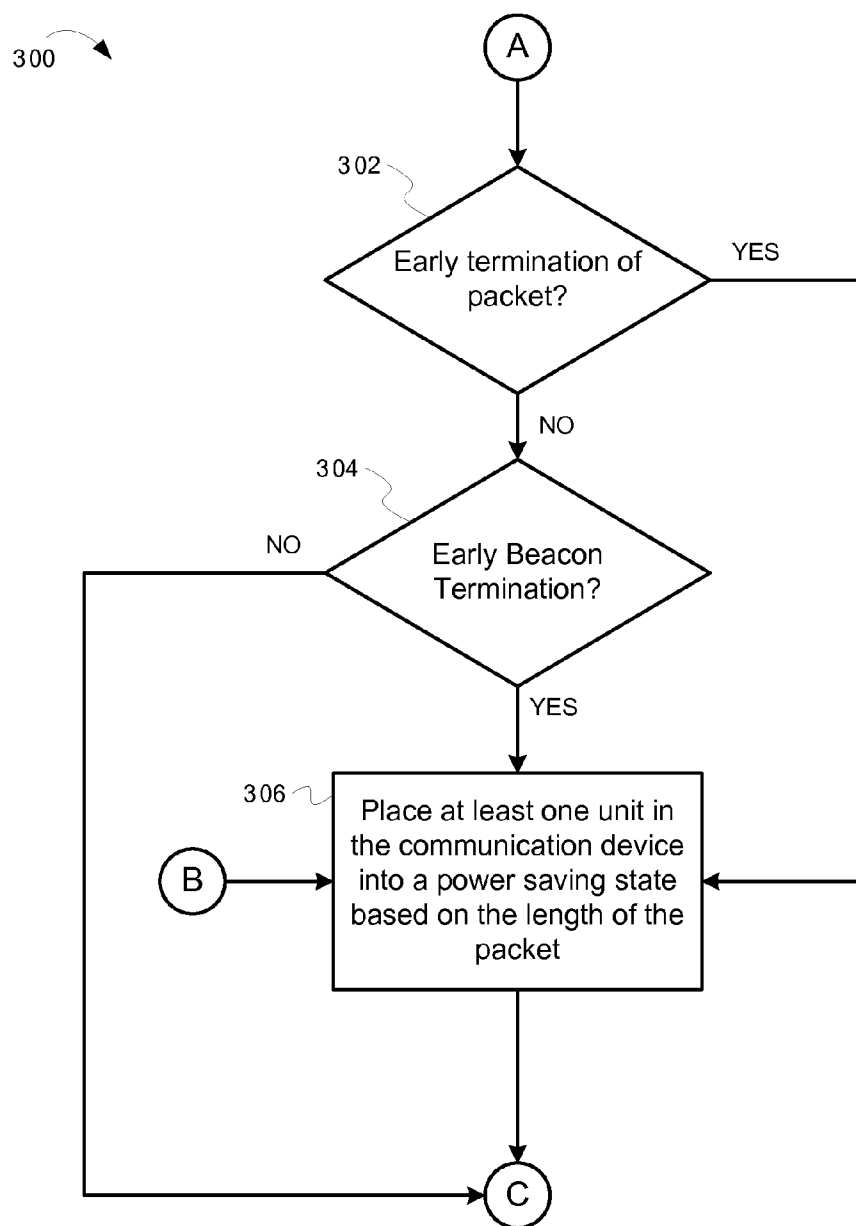 300
A
302
Early termination of
packet?
YES
NO
304
NO
Early Beacon
Termination?
YES
306
Place at least one unit in
the communication device
into a power saving state
based on the length of the
packet
B
C